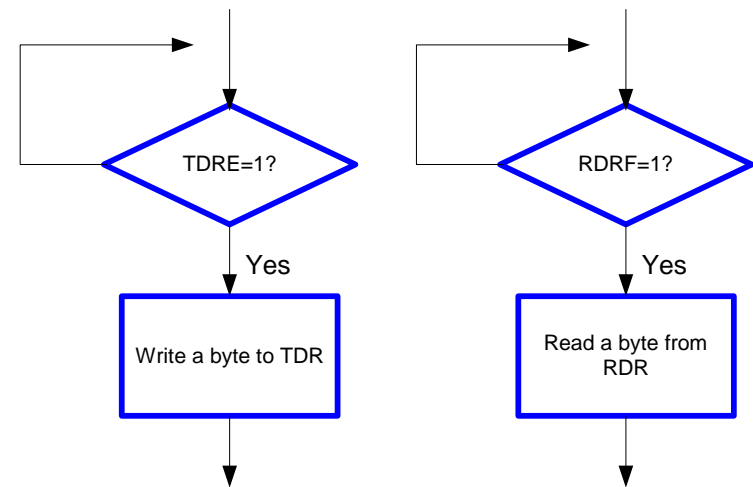 TDRE=1?
Yes
Write a byte to TDR
RDRF=1?
Yes
Read a byte from
RDR